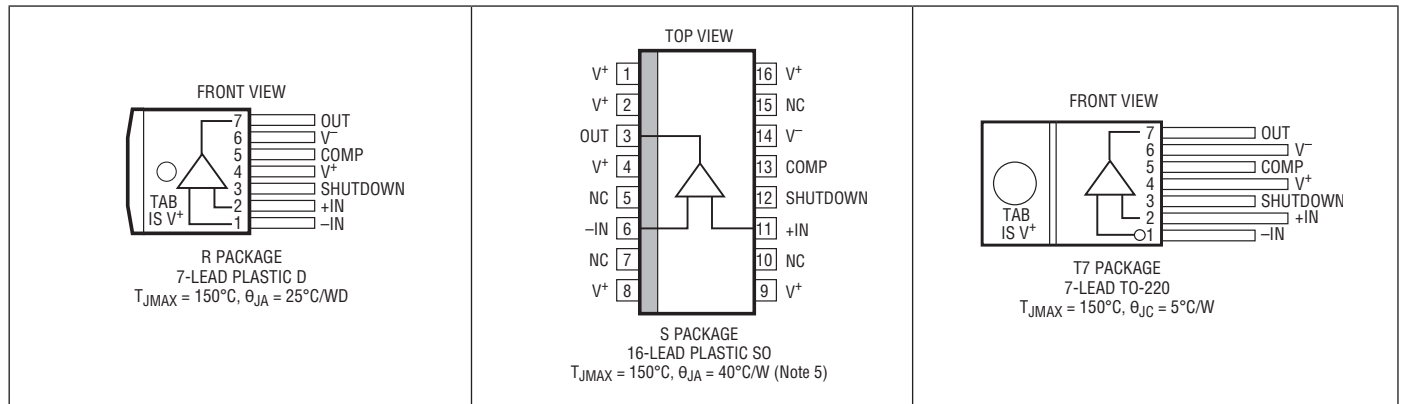 FRONT VIEW
7 OUT
6 V⁻
5 COMP
4 V⁺
3 SHUTDOWN
2 +IN
1 –IN
TAB
IS V⁺
R PACKAGE
7-LEAD PLASTIC D
TJMAX = 150°C, θJA = 25°C/WD
TOP VIEW
V⁺ 1 16 V⁺
V⁺ 2 15 NC
OUT 3 14 V⁻
V⁺ 4 13 COMP
NC 5 12 SHUTDOWN
–IN 6 11 +IN
NC 7 10 NC
V⁺ 8 9 V⁺
S PACKAGE
16-LEAD PLASTIC SO
TJMAX = 150°C, θJA = 40°C/W (Note 5)
FRONT VIEW
7 OUT
6 V⁻
5 COMP
4 V⁺
3 SHUTDOWN
2 +IN
1 –IN
TAB
IS V⁺
T7 PACKAGE
7-LEAD TO-220
TJMAX = 150°C, θJC = 5°C/W